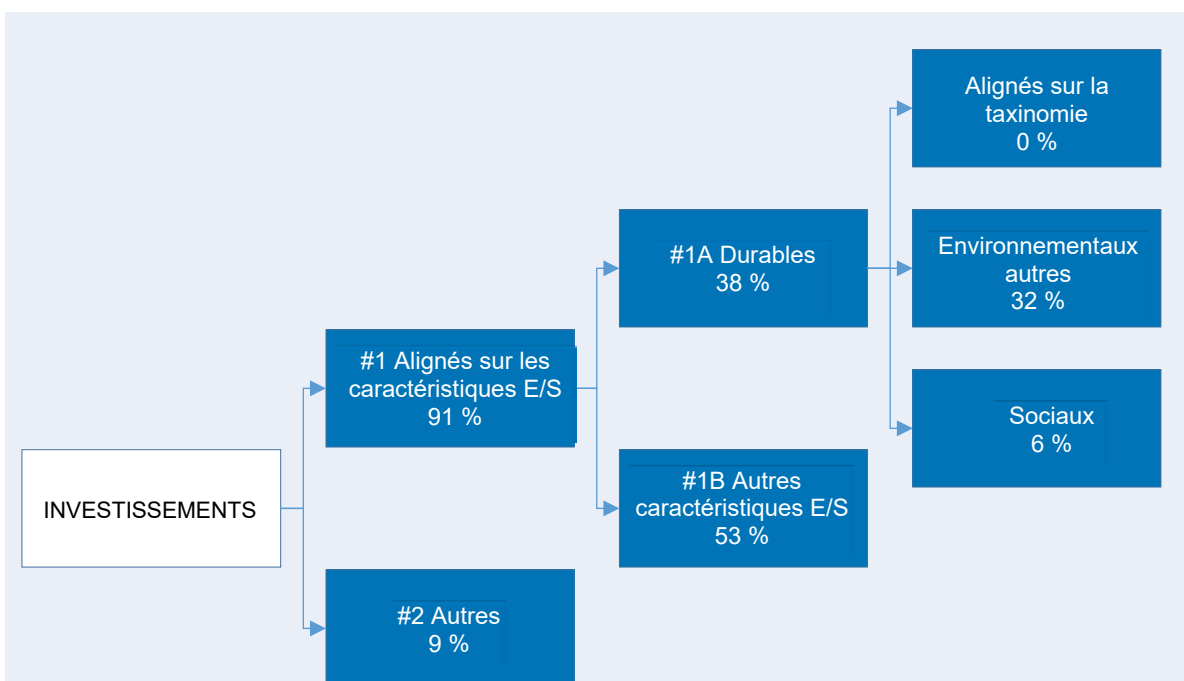 INVESTISSEMENTS
#1 Alignés sur les
caractéristiques E/S
91 %
#2 Autres
9 %
#1A Durables
38 %
#1B Autres
caractéristiques E/S
53 %
Alignés sur la
taxinomie
0 %
Environnementaux
autres
32 %
Sociaux
6 %